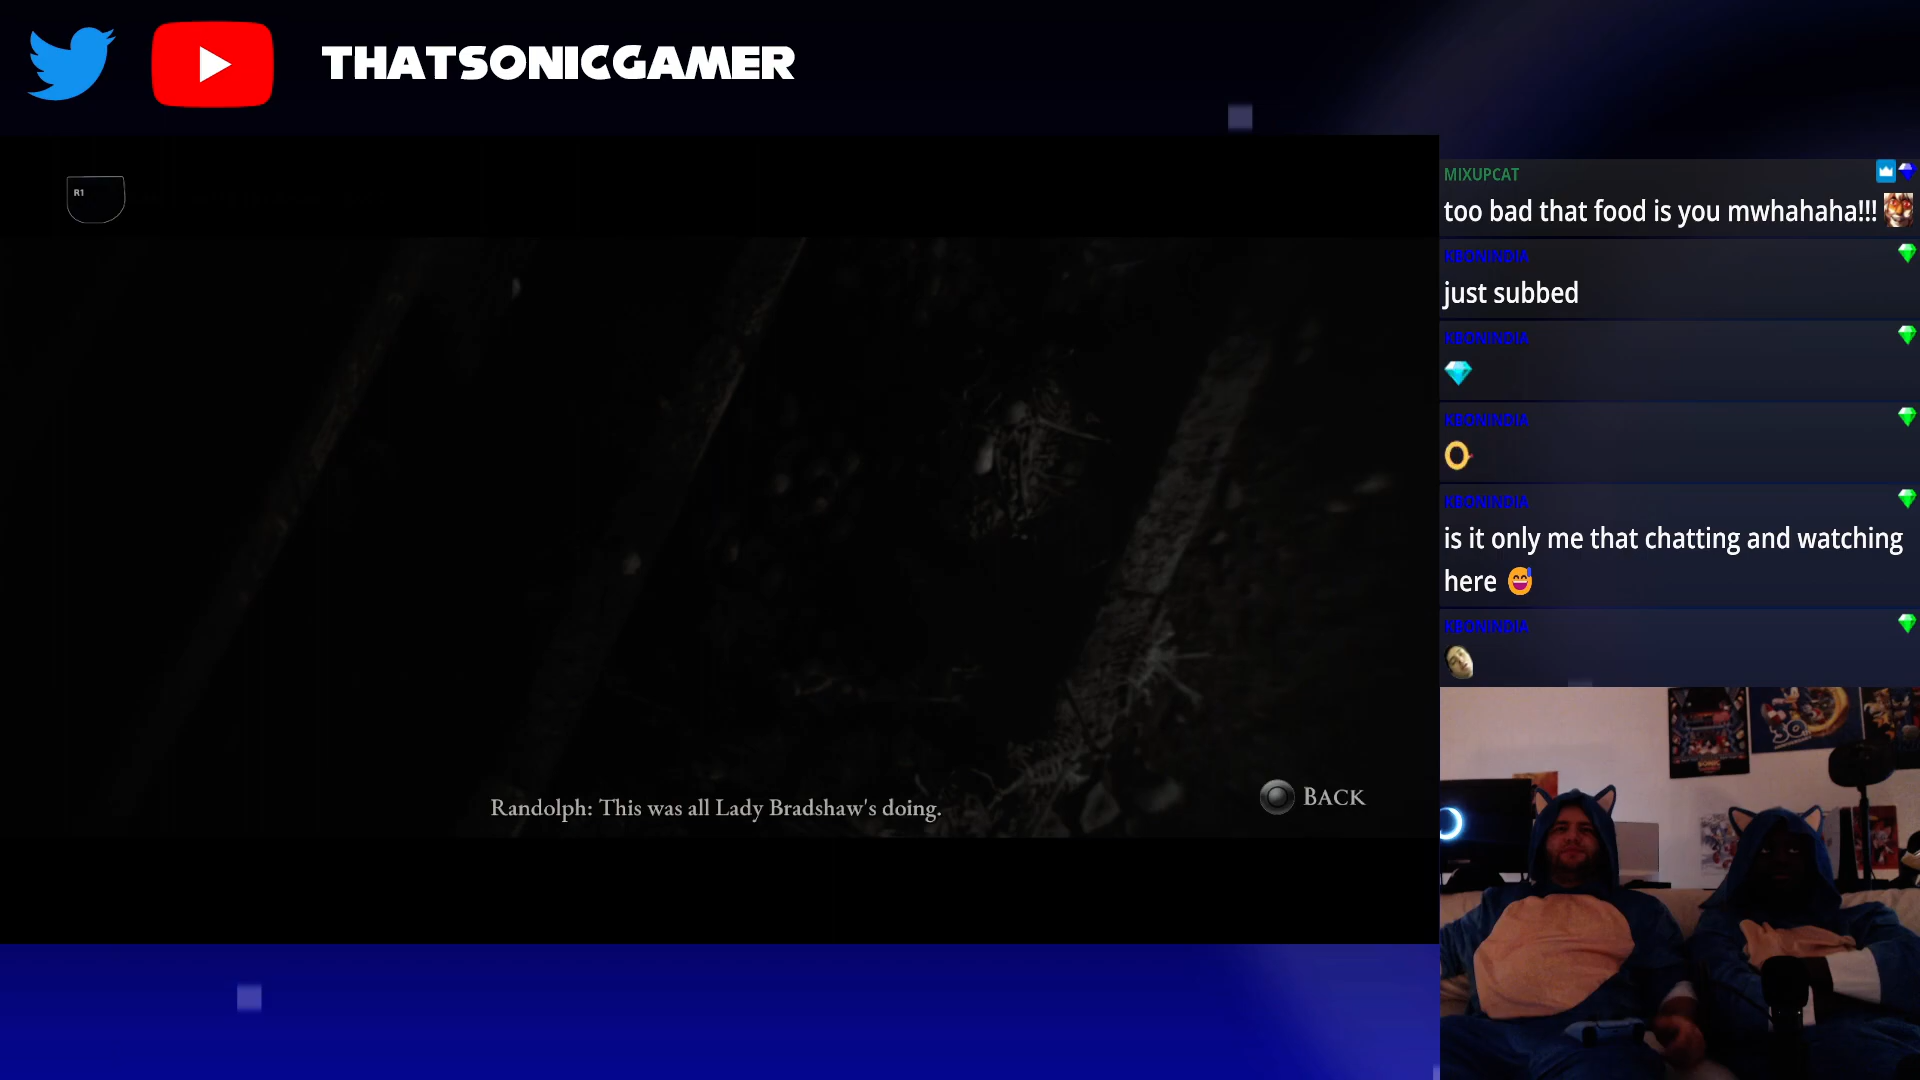 THATSONICGAMER
R1
Randolph: This was all Lady Bradshaw's doing.
BACK
MIXUPCAT
too bad that food is you mwhahaha!!!
KBONINDIA
just subbed
KBONINDIA
KBONINDIA
KBONINDIA
is it only me that chatting and watching
here
KBONINDIA